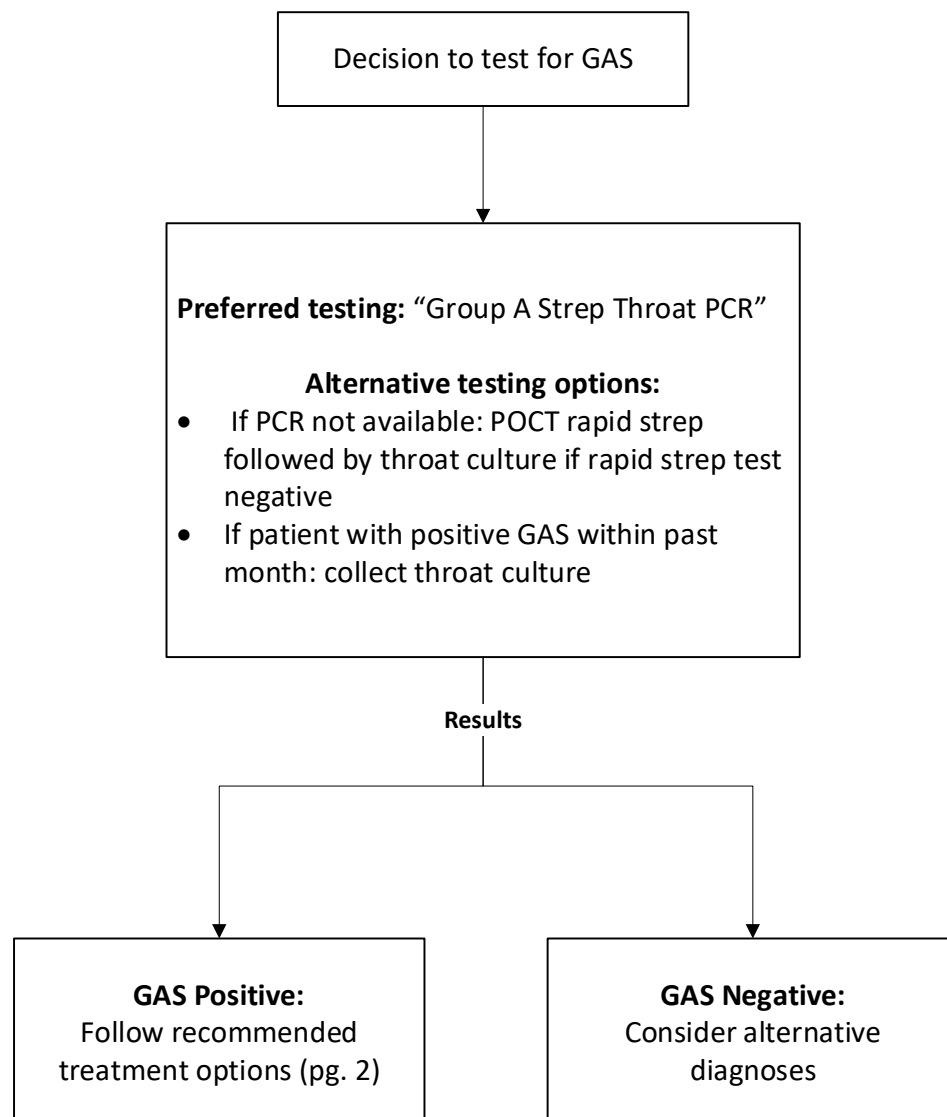 Decision to test for GAS
Preferred testing: “Group A Strep Throat PCR”
Alternative testing options:
• If PCR not available: POCT rapid strep
followed by throat culture if rapid strep test
negative
• If patient with positive GAS within past
month: collect throat culture
Results
GAS Positive:
Follow recommended
treatment options (pg. 2)
GAS Negative:
Consider alternative
diagnoses